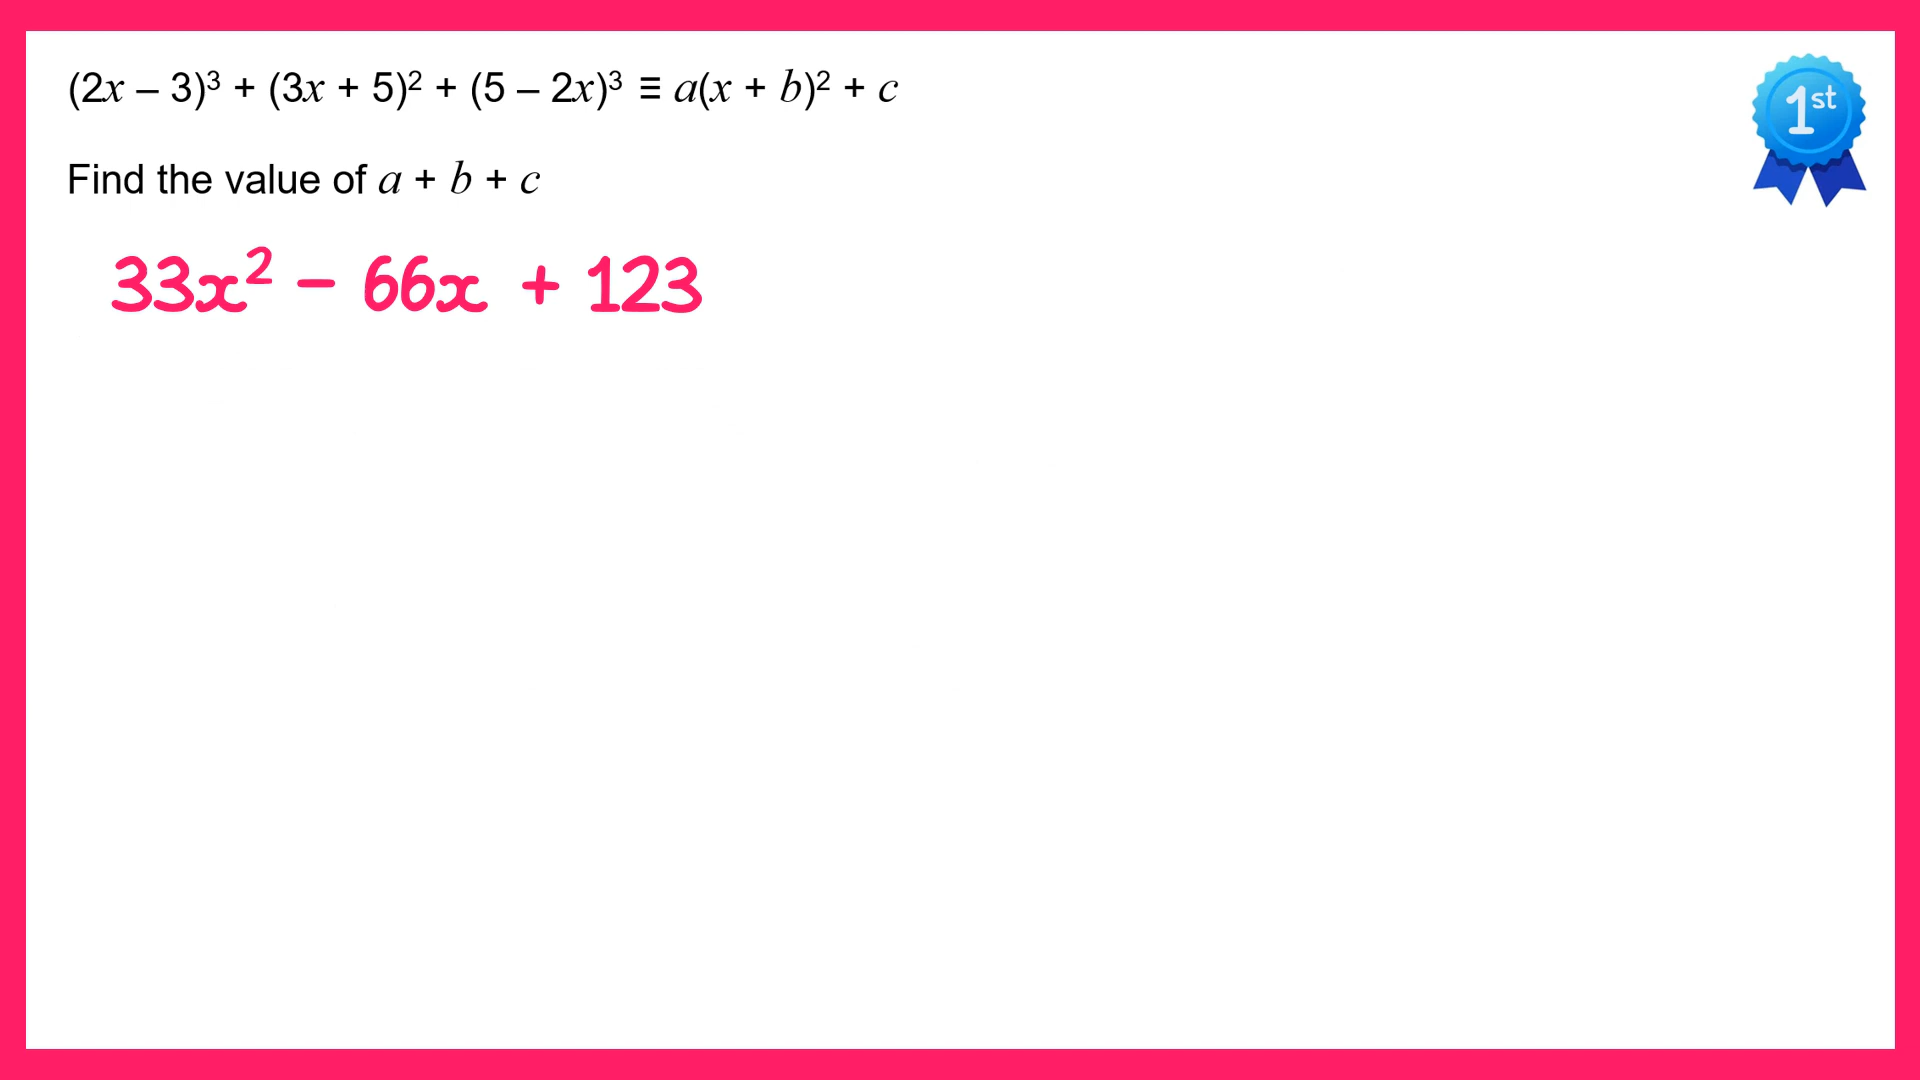 (2x – 3)³ + (3x + 5)² + (5 – 2x)³ ≡ a(x + b)² + c
1st
Find the value of a + b + c
33x² – 66x + 123